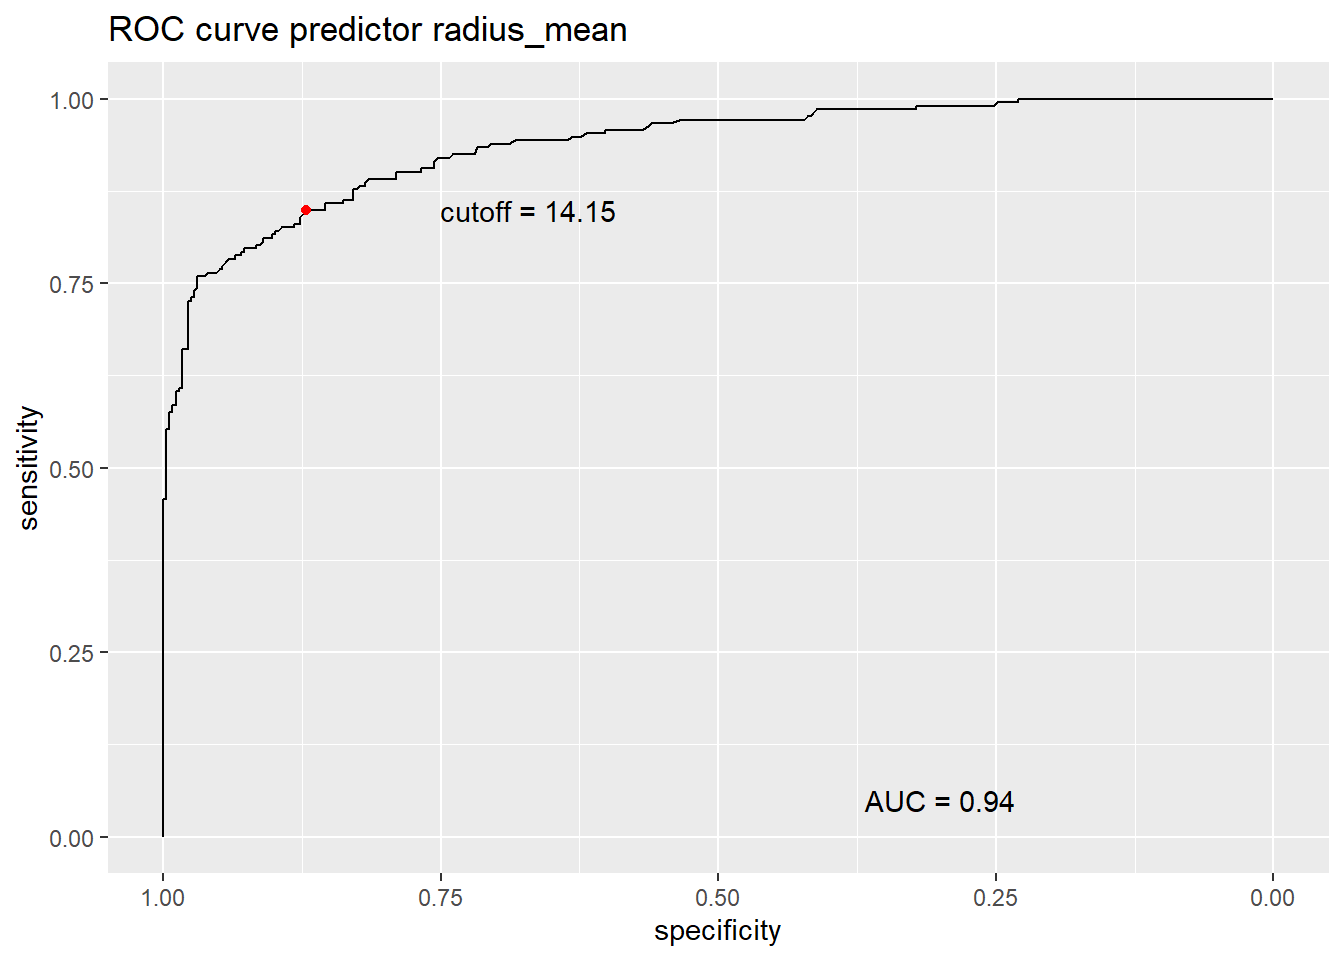 ROC curve predictor radius_mean
1.00
0.75
0.50
0.25
0.00
sensitivity
cutoff = 14.15
AUC = 0.94
1.00
0.75
0.50
0.25
0.00
specificity